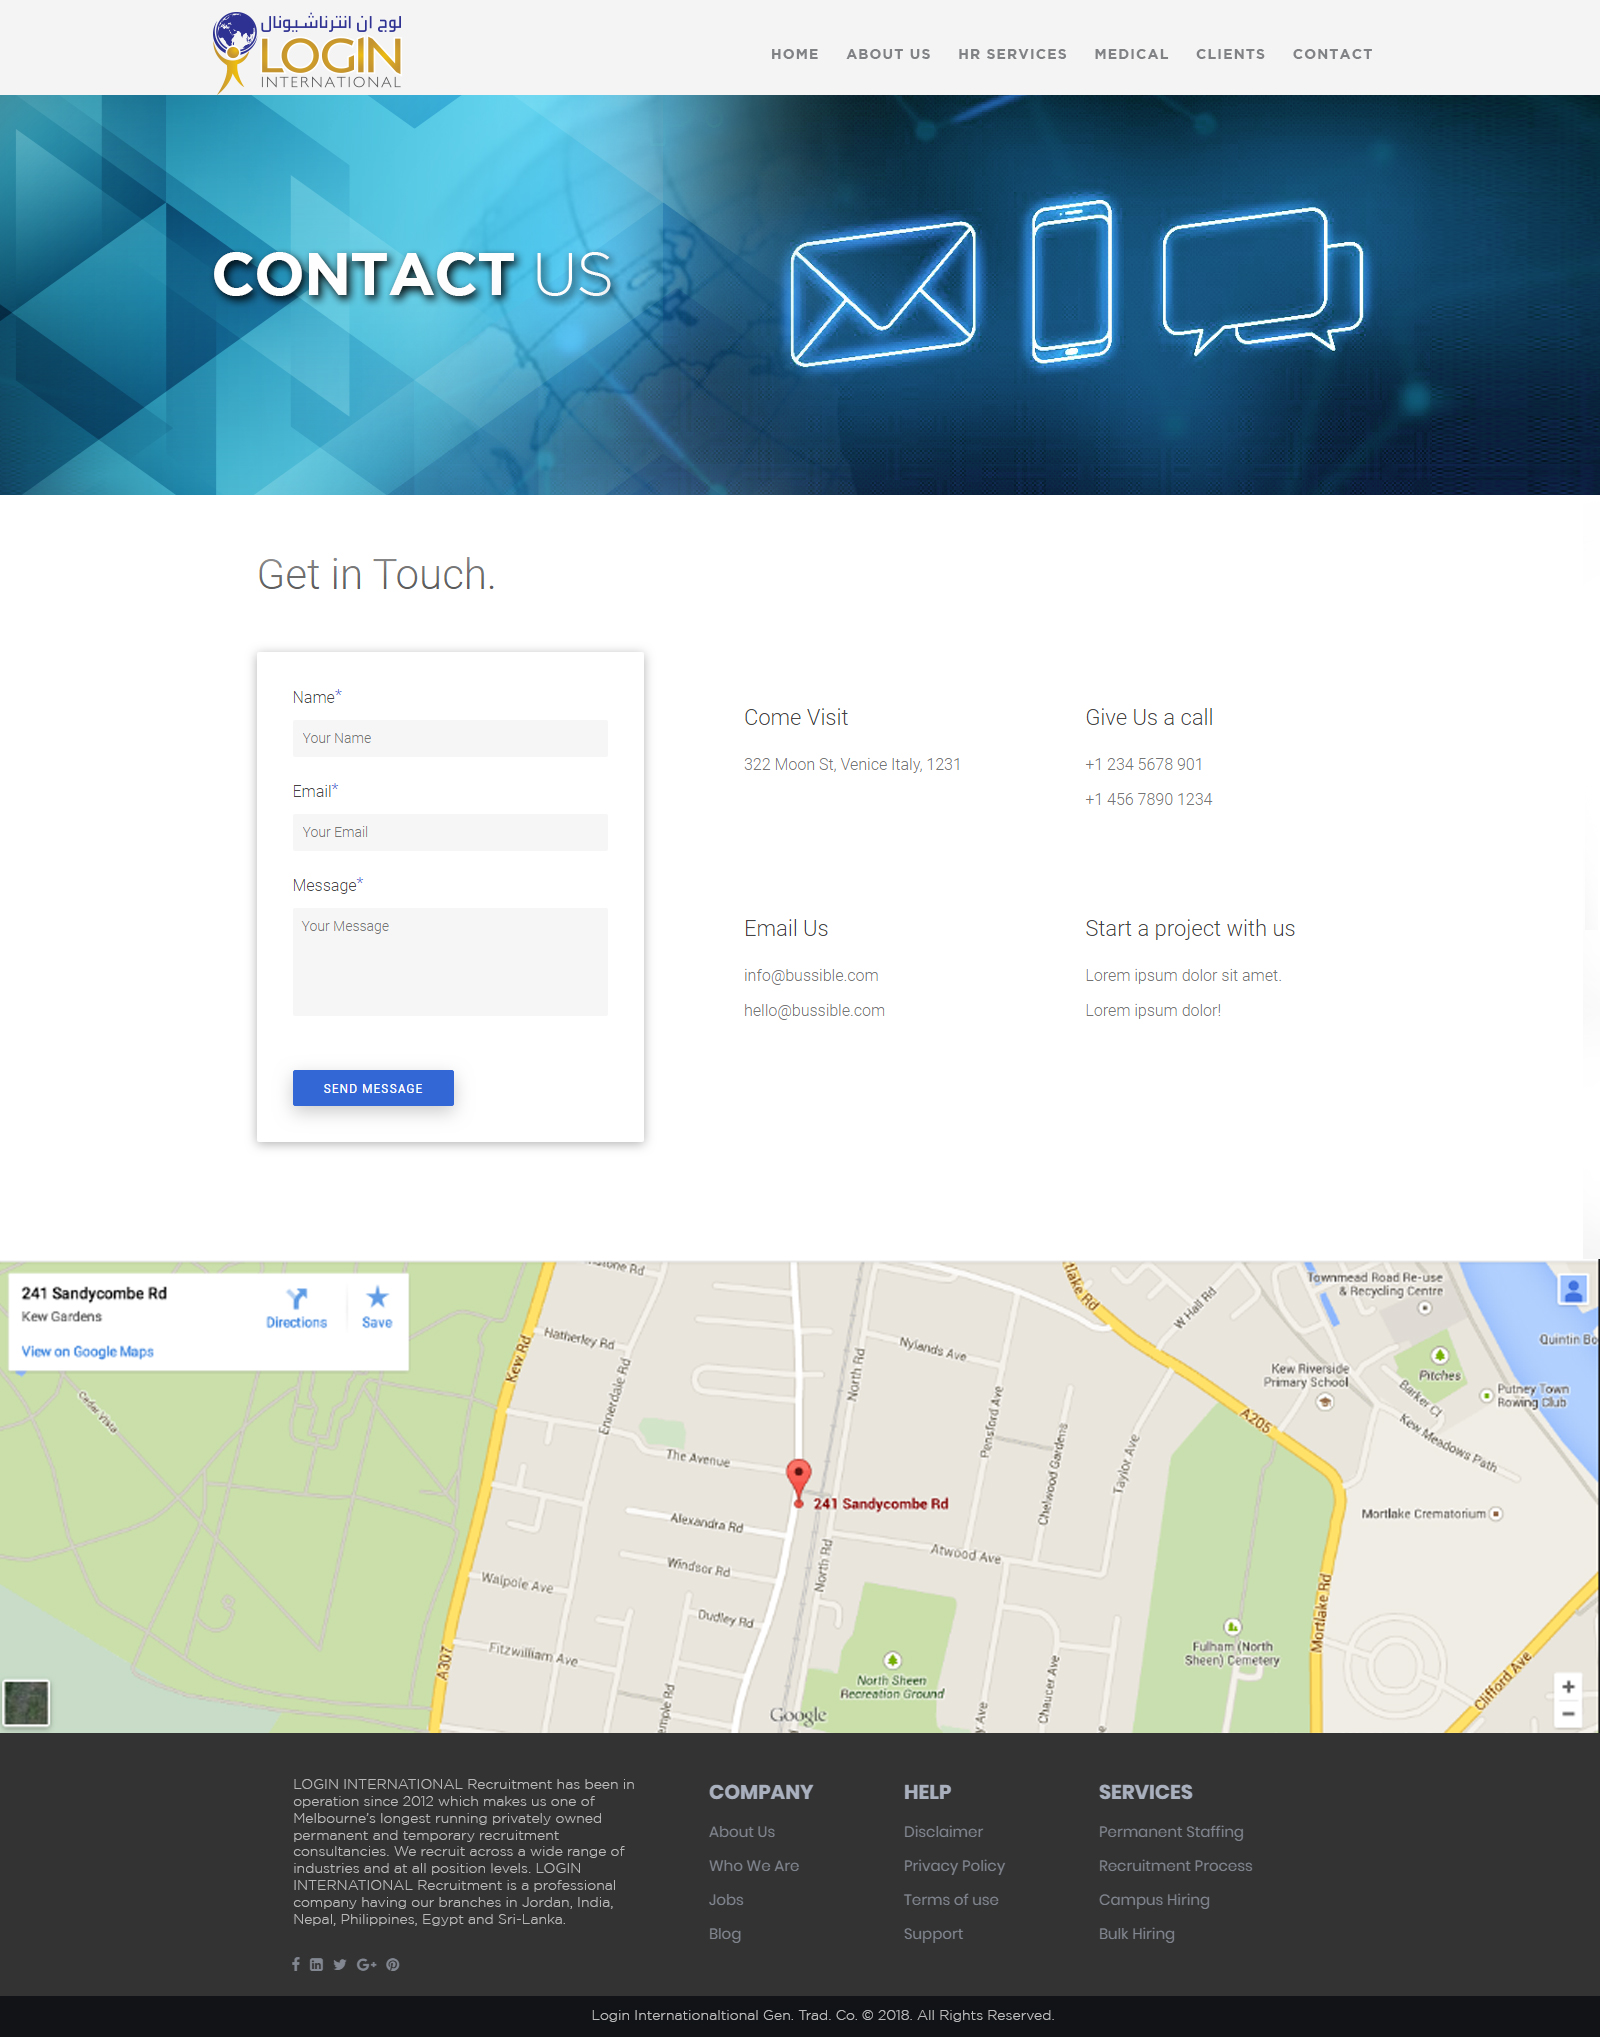 لوج ان انترناشيونال
LOGIN
INTERNATIONAL
HOME ABOUT US HR SERVICES MEDICAL CLIENTS CONTACT
CONTACT US
Get in Touch.
Name*
Your Name
Email*
Your Email
Message*
Your Message
SEND MESSAGE
Come Visit
322 Moon St, Venice Italy, 1231
Give Us a call
+1 234 5678 901
+1 456 7890 1234
Email Us
info@bussible.com
hello@bussible.com
Start a project with us
Lorem ipsum dolor sit amet.
Lorem ipsum dolor!
241 Sandycombe Rd
Kew Gardens
View on Google Maps
Directions
Save
Townmead Road Re-use
& Recycling Centre
Mortlake Rd
W Hall Rd
Quintin Bo
Kew Rd
Hatherley Rd
Nylands Ave
North Rd
Ennerdale Rd
Kew Riverside
Primary School
Pitches
Barker Cl
Putney Town
Rowing Club
Cedar Vista
Pensford Ave
A205
Kew Meadows Path
The Avenue
Chelwood Gardens
Taylor Ave
241 Sandycombe Rd
Alexandra Rd
Mortlake Crematorium
Atwood Ave
Windsor Rd
North Rd
Walpole Ave
Dudley Rd
Mortlake Rd
Fitzwilliam Ave
A307
Fulham (North
Sheen) Cemetery
North Sheen
Recreation Ground
Chaucer Ave
Clifford Ave
Google
LOGIN INTERNATIONAL Recruitment has been in
operation since 2012 which makes us one of
Melbourne's longest running privately owned
permanent and temporary recruitment
consultancies. We recruit across a wide range of
industries and at all position levels. LOGIN
INTERNATIONAL Recruitment is a professional
company having our branches in Jordan, India,
Nepal, Philippines, Egypt and Sri-Lanka.
COMPANY
About Us
Who We Are
Jobs
Blog
HELP
Disclaimer
Privacy Policy
Terms of use
Support
SERVICES
Permanent Staffing
Recruitment Process
Campus Hiring
Bulk Hiring
Login Internationaltional Gen. Trad. Co. © 2018. All Rights Reserved.